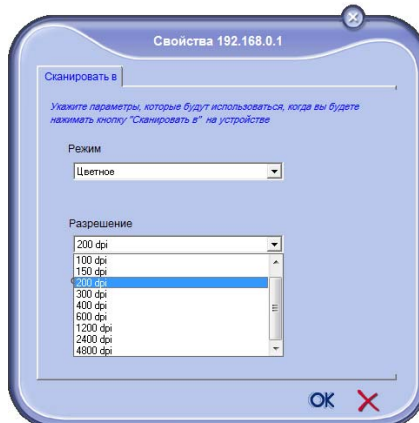 Свойства 192.168.0.1
Сканировать в
Укажите параметры, которые будут использоваться, когда вы будете
нажимать кнопку "Сканировать в" на устройстве
Режим
Цветное
Разрешение
200 dpi
100 dpi
150 dpi
200 dpi
300 dpi
400 dpi
600 dpi
1200 dpi
2400 dpi
4800 dpi
OK